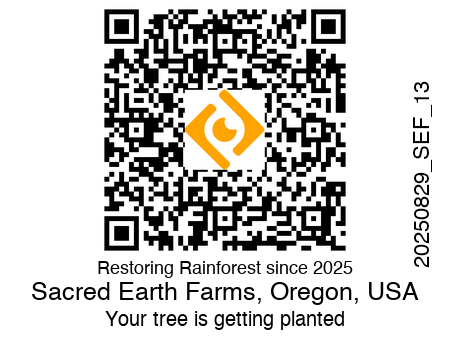 Restoring Rainforest since 2025
Sacred Earth Farms, Oregon, USA
Your tree is getting planted
20250829_SEF_13